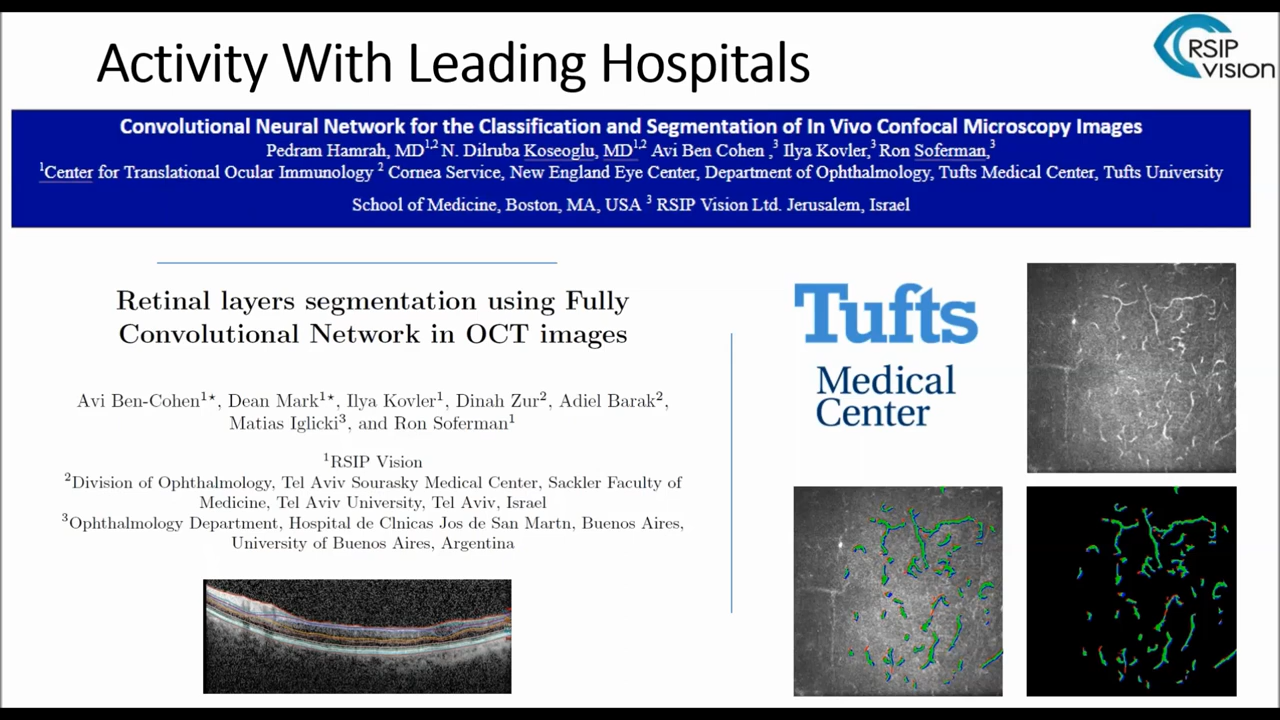 Activity With Leading Hospitals
RSIP
VISION
Convolutional Neural Network for the Classification and Segmentation of In Vivo Confocal Microscopy Images
Pedram Hamrah, MD1,2 N. Dilruba Koseoglu, MD1,2 Avi Ben Cohen ,3 Ilya Kovler,3 Ron Soferman,3
1Center for Translational Ocular Immunology 2 Cornea Service, New England Eye Center, Department of Ophthalmology, Tufts Medical Center, Tufts University
School of Medicine, Boston, MA, USA 3 RSIP Vision Ltd. Jerusalem, Israel
Retinal layers segmentation using Fully
Convolutional Network in OCT images
Avi Ben-Cohen1⋆, Dean Mark1⋆, Ilya Kovler1, Dinah Zur2, Adiel Barak2,
Matias Iglicki3, and Ron Soferman1
1RSIP Vision
2Division of Ophthalmology, Tel Aviv Sourasky Medical Center, Sackler Faculty of
Medicine, Tel Aviv University, Tel Aviv, Israel
3Ophthalmology Department, Hospital de Clnicas Jos de San Martn, Buenos Aires,
University of Buenos Aires, Argentina
Tufts
Medical
Center